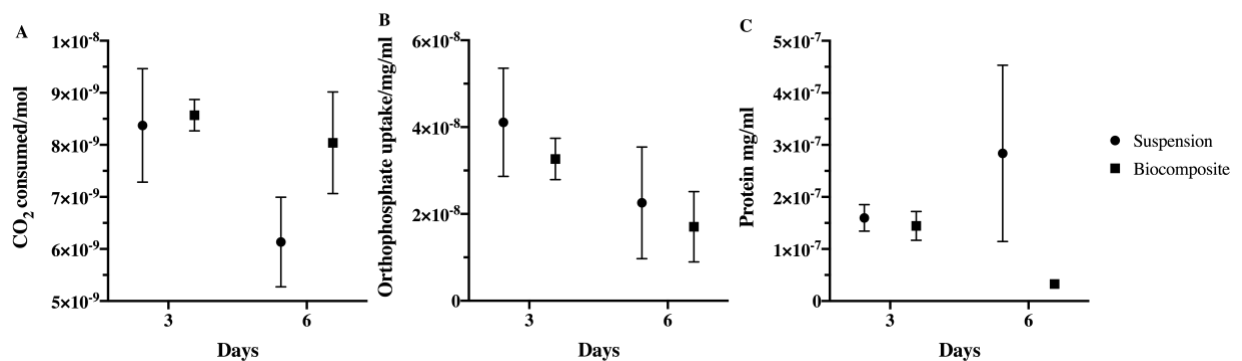 A
CO₂ consumed/mol
1×10⁻⁸
9×10⁻⁹
8×10⁻⁹
7×10⁻⁹
6×10⁻⁹
5×10⁻⁹
3
6
Days
B
Orthophosphate uptake/mg/ml
6×10⁻⁸
4×10⁻⁸
2×10⁻⁸
0
3
6
Days
C
Protein mg/ml
5×10⁻⁷
4×10⁻⁷
3×10⁻⁷
2×10⁻⁷
1×10⁻⁷
0
3
6
Days
Suspension
Biocomposite